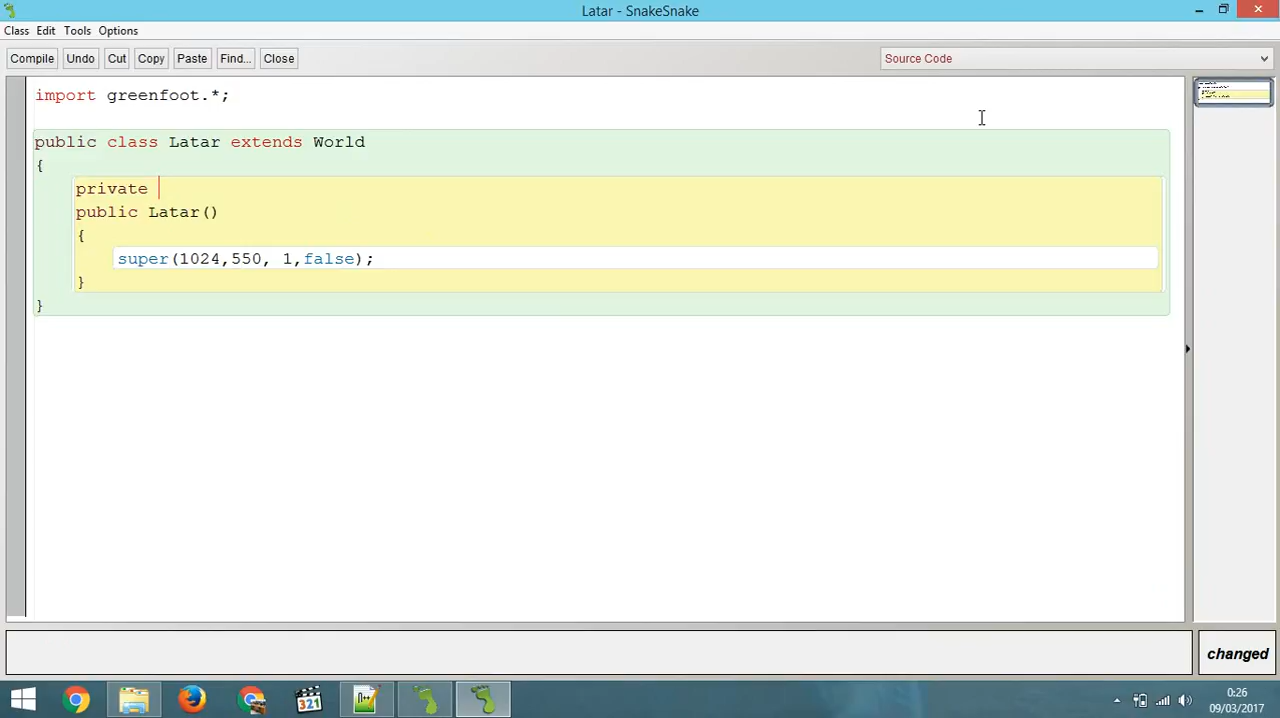 Latar - SnakeSnake
Class Edit Tools Options
Compile Undo Cut Copy Paste Find... Close Source Code
import greenfoot.*;
public class Latar extends World
{
private
public Latar()
{
super(1024,550, 1,false);
}
}
changed
321
0:26
09/03/2017